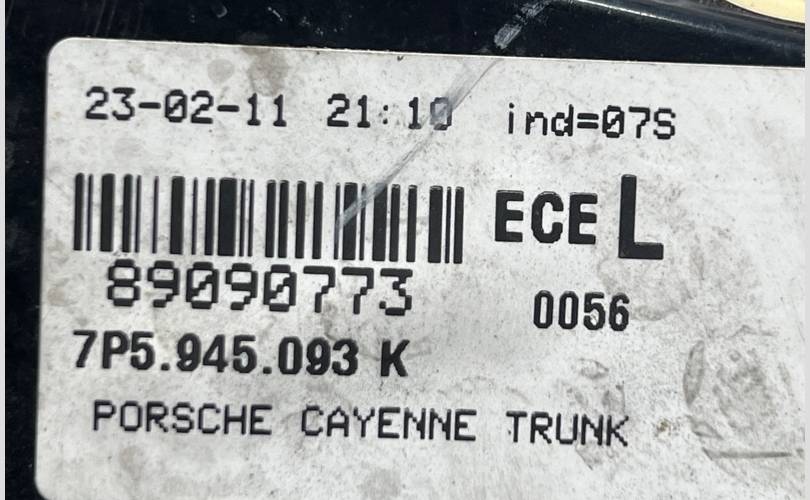 23-02-11 21:10 ind=07S
ECE L
89090773
0056
7P5.945.093 K
PORSCHE CAYENNE TRUNK